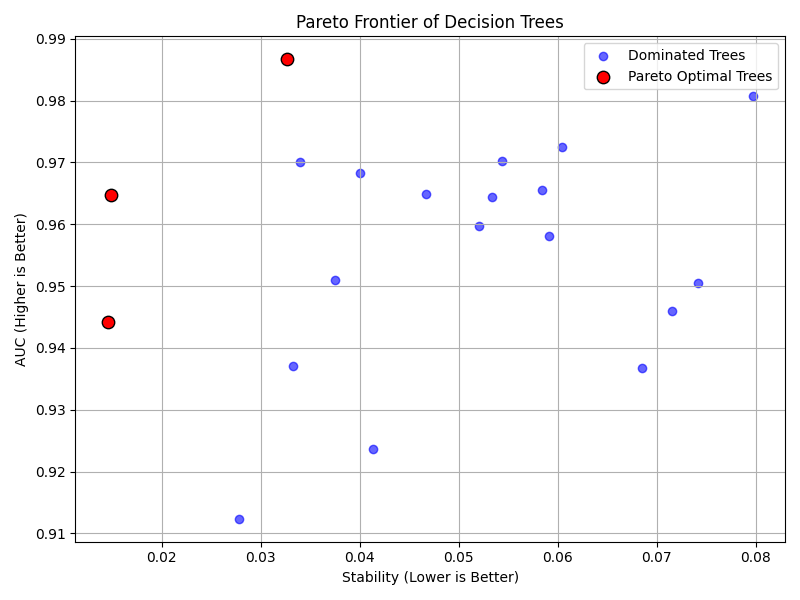 Pareto Frontier of Decision Trees
Dominated Trees
Pareto Optimal Trees
AUC (Higher is Better)
0.99
0.98
0.97
0.96
0.95
0.94
0.93
0.92
0.91
0.02 0.03 0.04 0.05 0.06 0.07 0.08
Stability (Lower is Better)